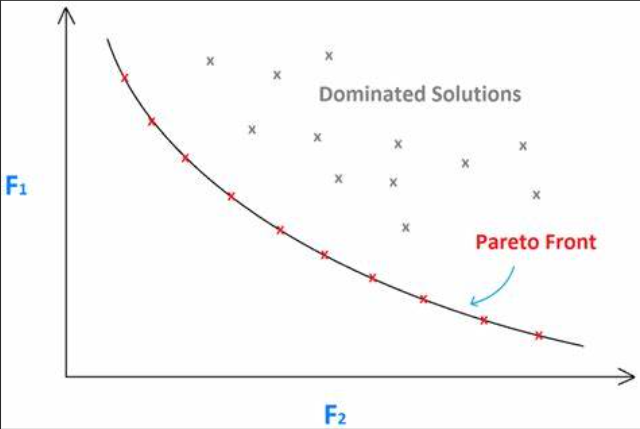 Dominated Solutions
F1
Pareto Front
F2